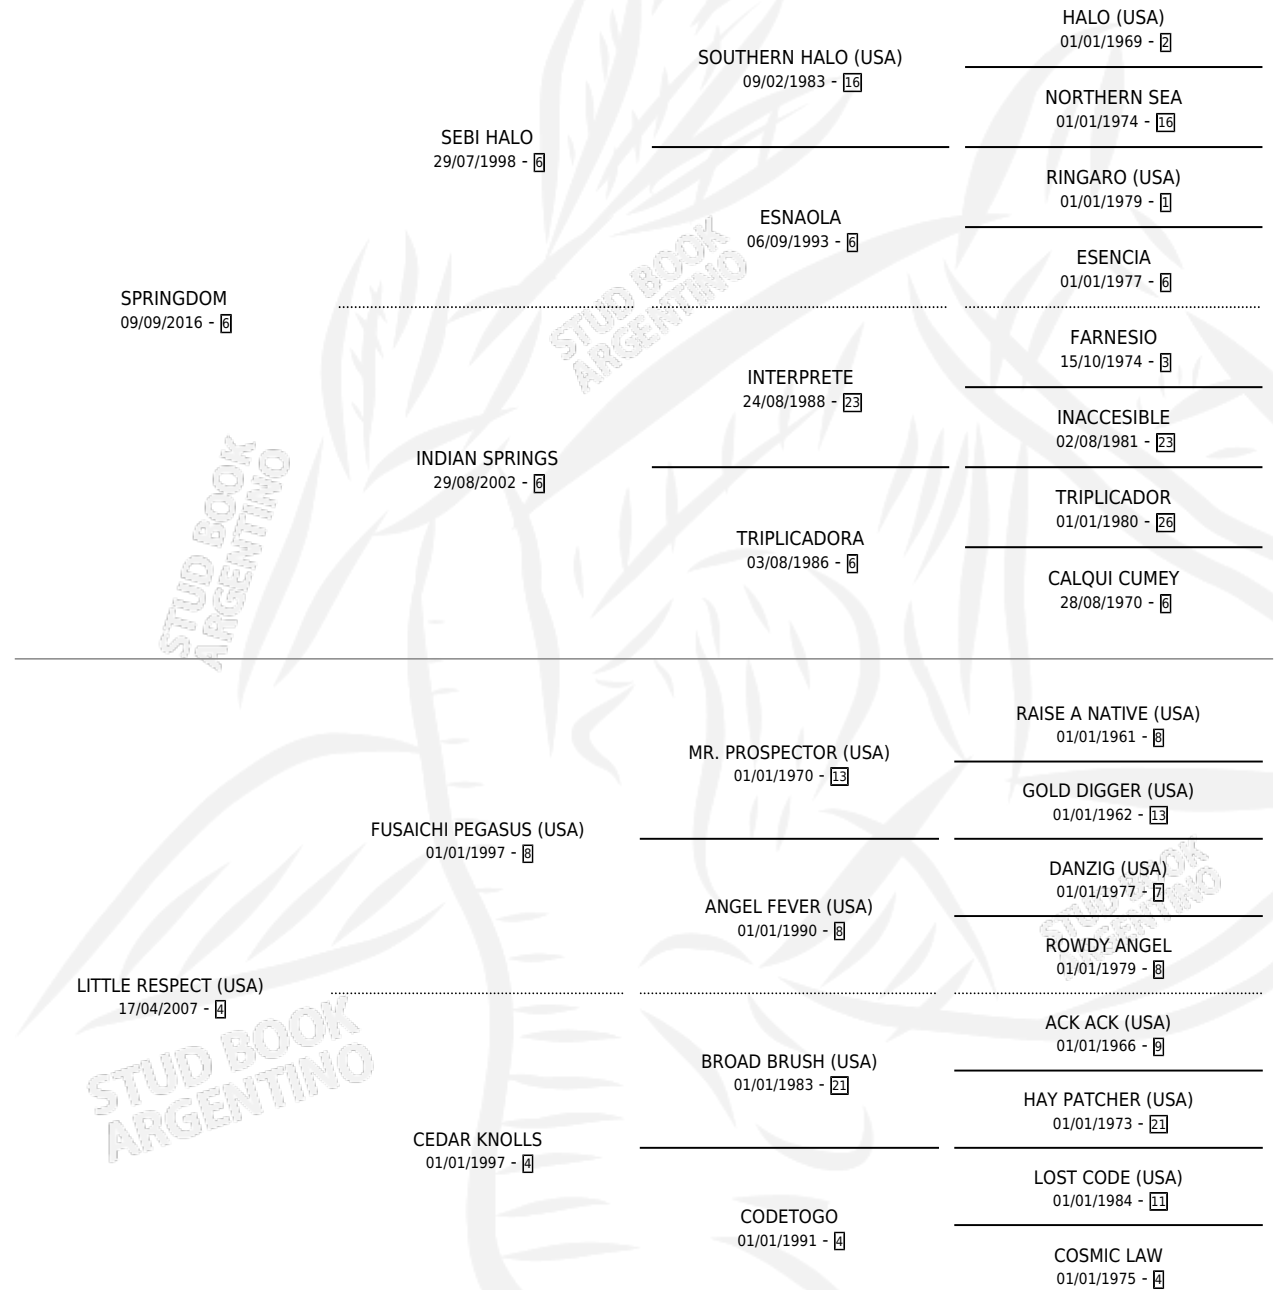 HALO (USA)
01/01/1969 - 2
SOUTHERN HALO (USA)
09/02/1983 - 16
NORTHERN SEA
01/01/1974 - 16
SEBI HALO
29/07/1998 - 6
RINGARO (USA)
01/01/1979 - 1
ESNAOLA
06/09/1993 - 6
ESENCIA
01/01/1977 - 6
SPRINGDOM
09/09/2016 - 6
STUD BOOK
ARGENTINO
FARNESIO
15/10/1974 - 3
INTERPRETE
24/08/1988 - 23
INACCESIBLE
02/08/1981 - 23
INDIAN SPRINGS
29/08/2002 - 6
TRIPLICADOR
01/01/1980 - 26
TRIPLICADORA
03/08/1986 - 6
CALQUI CUMEY
28/08/1970 - 6
STUD BOOK
ARGENTINO
RAISE A NATIVE (USA)
01/01/1961 - 8
MR. PROSPECTOR (USA)
01/01/1970 - 13
GOLD DIGGER (USA)
01/01/1962 - 13
FUSAICHI PEGASUS (USA)
01/01/1997 - 8
DANZIG (USA)
01/01/1977 - 7
ANGEL FEVER (USA)
01/01/1990 - 8
STUD BOOK
ARGENTINO
ROWDY ANGEL
01/01/1979 - 8
LITTLE RESPECT (USA)
17/04/2007 - 4
STUD BOOK
ARGENTINO
ACK ACK (USA)
01/01/1966 - 9
BROAD BRUSH (USA)
01/01/1983 - 21
HAY PATCHER (USA)
01/01/1973 - 21
CEDAR KNOLLS
01/01/1997 - 4
LOST CODE (USA)
01/01/1984 - 11
CODETOGO
01/01/1991 - 4
COSMIC LAW
01/01/1975 - 4